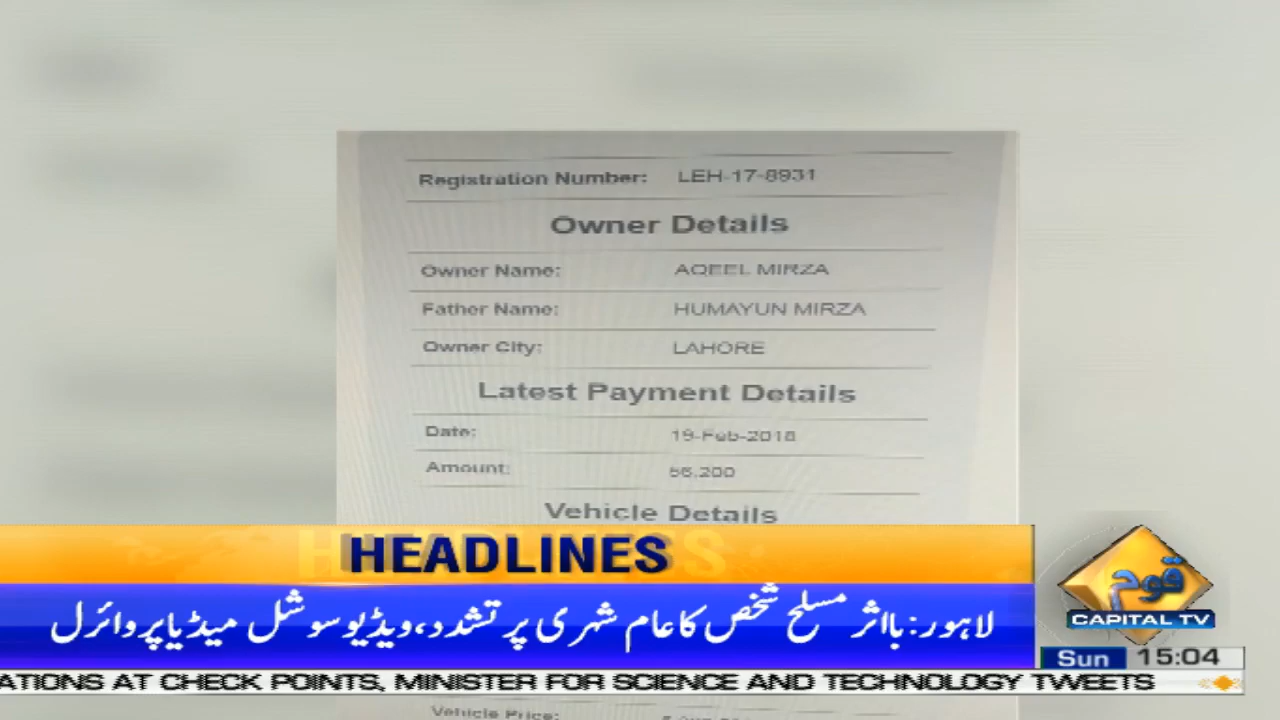 Registration Number: LEH-17-8931
Owner Details
Owner Name: AQEEL MIRZA
Father Name: HUMAYUN MIRZA
Owner City: LAHORE
Latest Payment Details
Date: 19-Feb-2018
Amount: 56,200
Vehicle Details
HEADLINES
لاہور:بااثر مسلح شخص کا عام شہری پر تشدد،ویڈیو سوشل میڈیا پر وائرل
قوم
CAPITAL TV
Sun 15:04
ATIONS AT CHECK POINTS, MINISTER FOR SCIENCE AND TECHNOLOGY TWEETS
Vehicle Price: